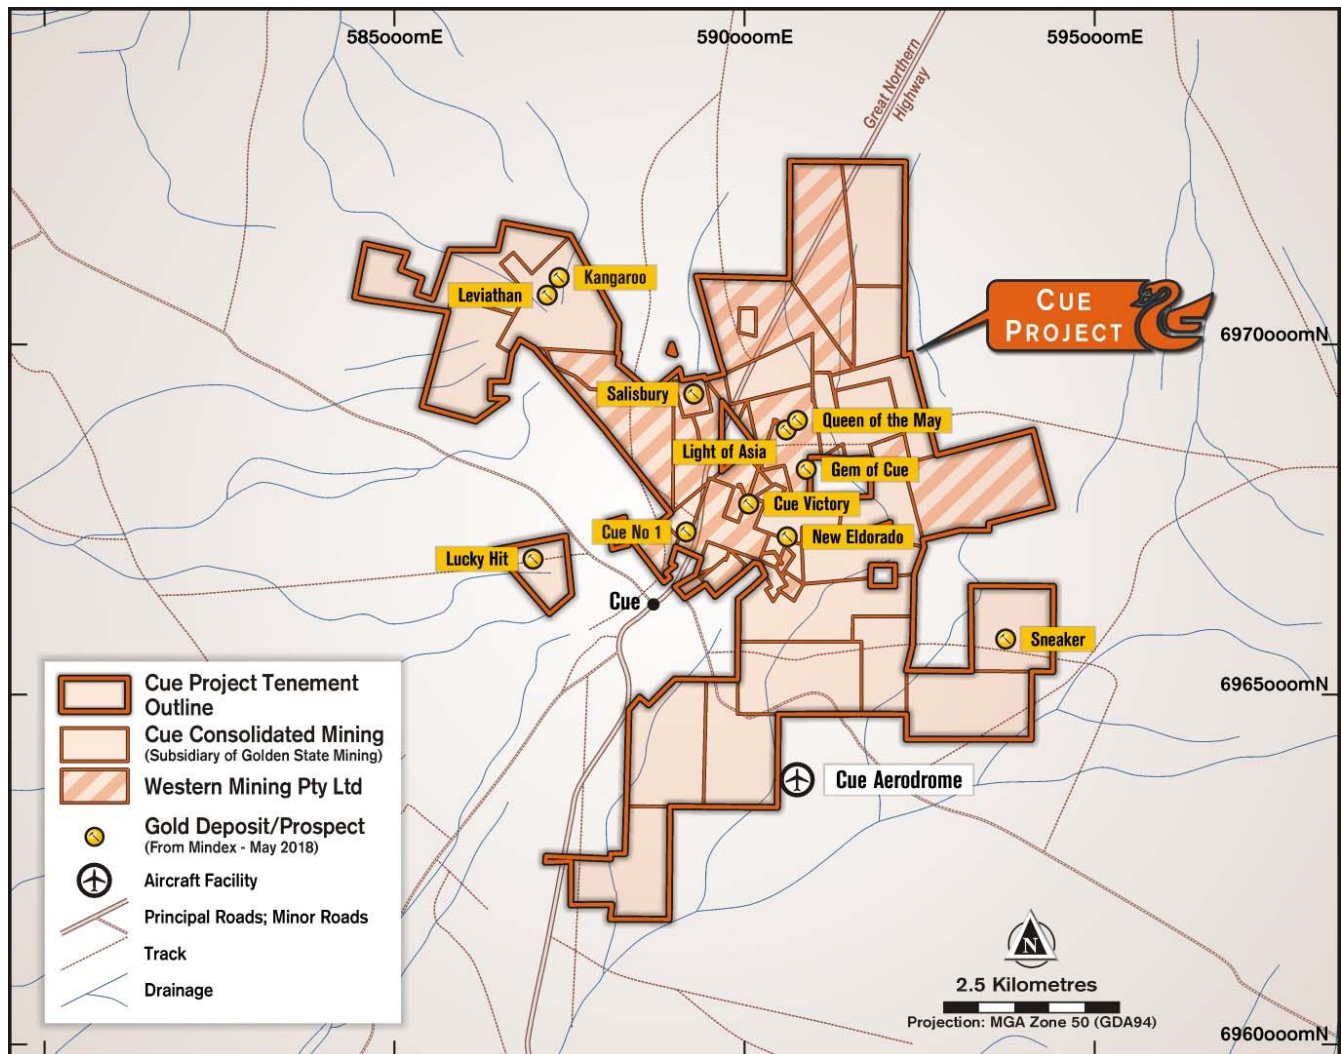 585000mE
590000mE
595000mE
Great Northern
Highway
Kangaroo
Leviathan
CUE
PROJECT
6970000mN
Salisbury
Queen of the May
Light of Asia
Gem of Cue
Cue Victory
Cue No 1
New Eldorado
Lucky Hit
Cue
Sneaker
6965000mN
Cue Aerodrome
Cue Project Tenement
Outline
Cue Consolidated Mining
(Subsidiary of Golden State Mining)
Western Mining Pty Ltd
Gold Deposit/Prospect
(From Mindex - May 2018)
Aircraft Facility
Principal Roads; Minor Roads
Track
Drainage
N
2.5 Kilometres
Projection: MGA Zone 50 (GDA94)
6960000mN